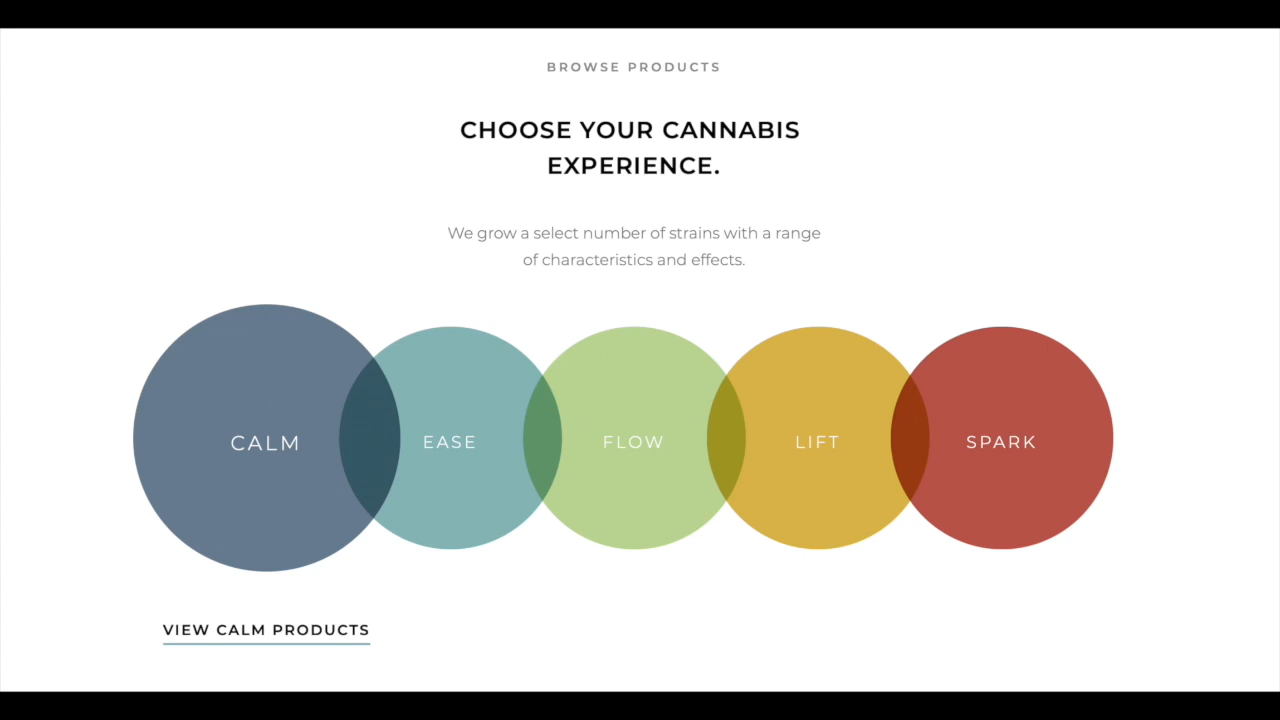 BROWSE PRODUCTS
CHOOSE YOUR CANNABIS
EXPERIENCE.
We grow a select number of strains with a range
of characteristics and effects.
CALM
EASE
FLOW
LIFT
SPARK
VIEW CALM PRODUCTS